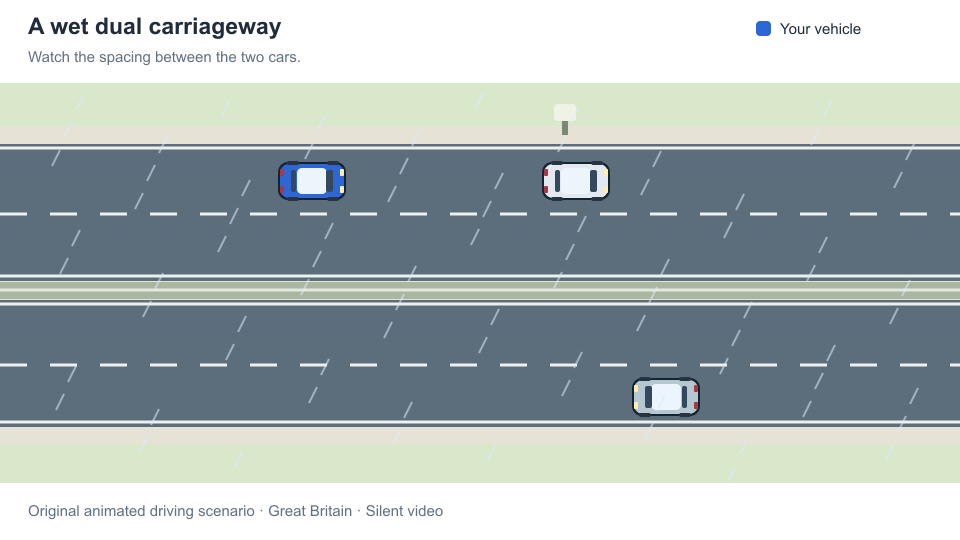 A wet dual carriageway
Your vehicle
Watch the spacing between the two cars.
Original animated driving scenario · Great Britain · Silent video